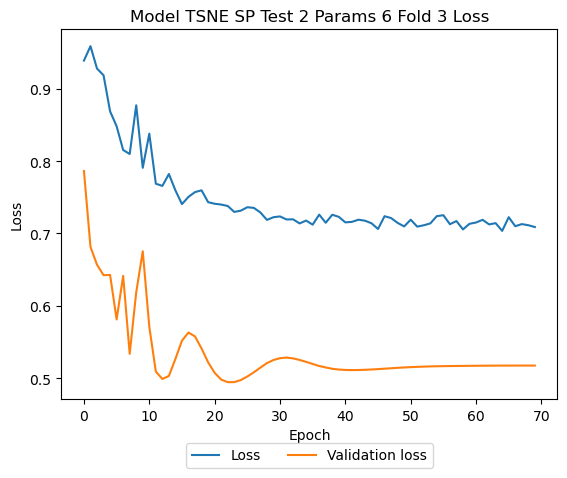 Model TSNE SP Test 2 Params 6 Fold 3 Loss
Loss
0.9
0.8
0.7
0.6
0.5
0 10 20 30 40 50 60 70
Epoch
Loss Validation loss